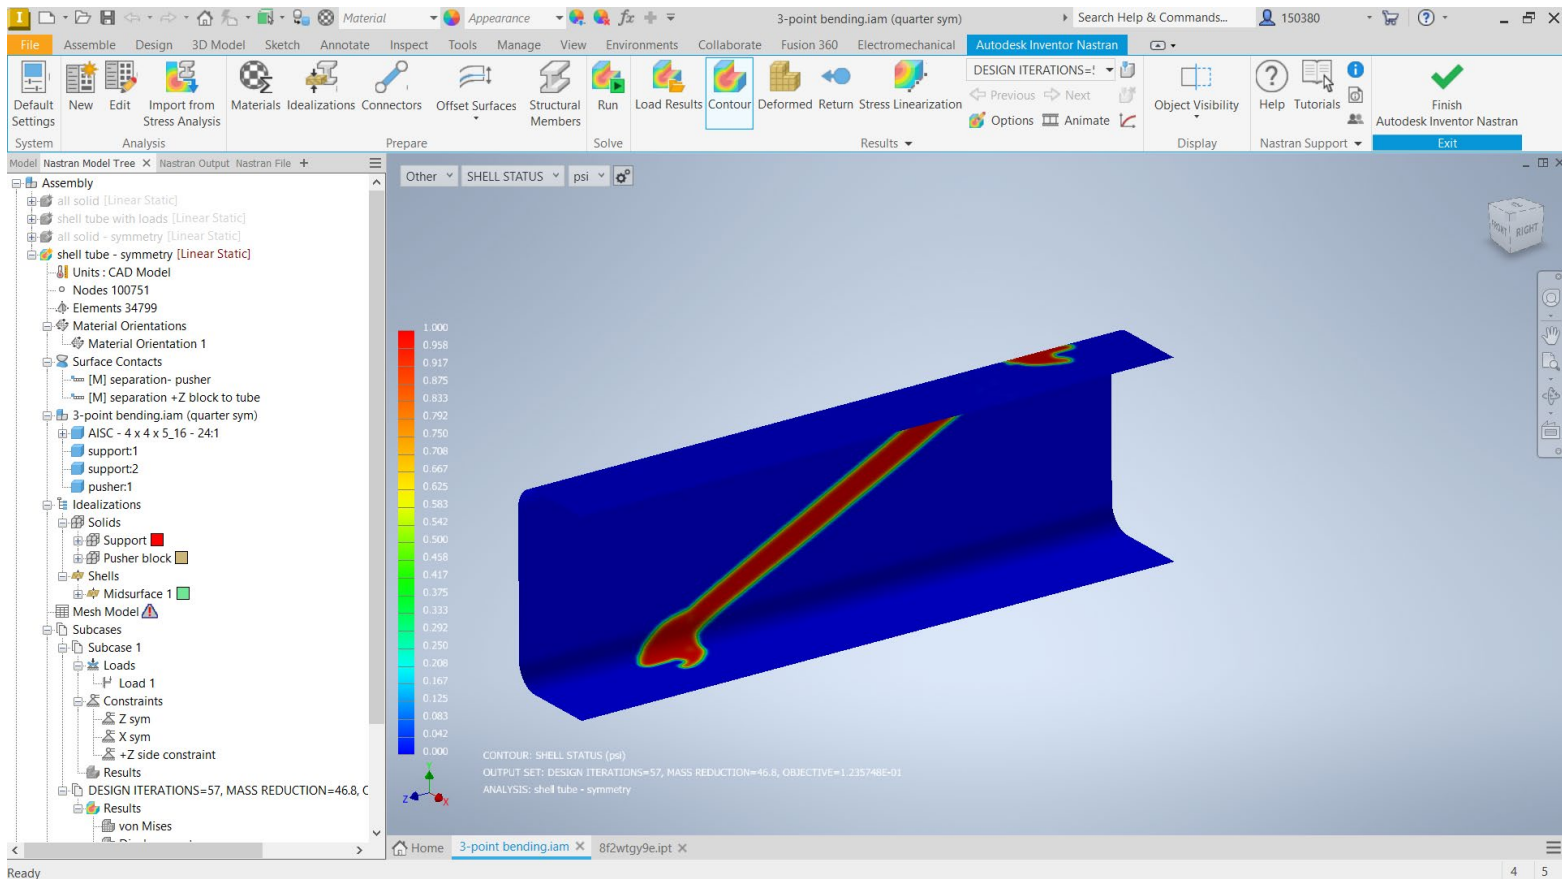 Material
Appearance
3-point bending.iam (quarter sym)
Search Help & Commands...
150380
File
Assemble
Design
3D Model
Sketch
Annotate
Inspect
Tools
Manage
View
Environments
Collaborate
Fusion 360
Electromechanical
Autodesk Inventor Nastran
Default Settings
New
Edit
Import from Stress Analysis
Materials
Idealizations
Connectors
Offset Surfaces
Structural Members
Run
Load Results
Contour
Deformed
Return
Stress Linearization
DESIGN ITERATIONS=
Previous
Next
Options
Animate
Object Visibility
Help
Tutorials
Finish
Autodesk Inventor Nastran
System
Analysis
Prepare
Solve
Results
Display
Nastran Support
Exit
Model
Nastran Model Tree
Nastran Output
Nastran File
Other
SHELL STATUS
psi
Assembly
all solid [Linear Static]
shell tube with loads [Linear Static]
all solid - symmetry [Linear Static]
shell tube - symmetry [Linear Static]
Units : CAD Model
Nodes 100751
Elements 34799
Material Orientations
Material Orientation 1
Surface Contacts
[M] separation- pusher
[M] separation +Z block to tube
3-point bending.iam (quarter sym)
AISC - 4 x 4 x 5_16 - 24:1
support:1
support:2
pusher:1
Idealizations
Solids
Support
Pusher block
Shells
Midsurface 1
Mesh Model
Subcases
Subcase 1
Loads
Load 1
Constraints
Z sym
X sym
+Z side constraint
Results
DESIGN ITERATIONS=57, MASS REDUCTION=46.8, C
Results
von Mises
FRONT
RIGHT
1.000
0.958
0.917
0.875
0.833
0.792
0.750
0.708
0.667
0.625
0.583
0.542
0.500
0.458
0.417
0.375
0.333
0.292
0.250
0.208
0.167
0.125
0.083
0.042
0.000
CONTOUR: SHELL STATUS (psi)
OUTPUT SET: DESIGN ITERATIONS=57, MASS REDUCTION=46.8, OBJECTIVE=1.235748E-01
ANALYSIS: shell tube - symmetry
Y
Z
X
Home
3-point bending.iam
8f2wtgy9e.ipt
Ready
4
5